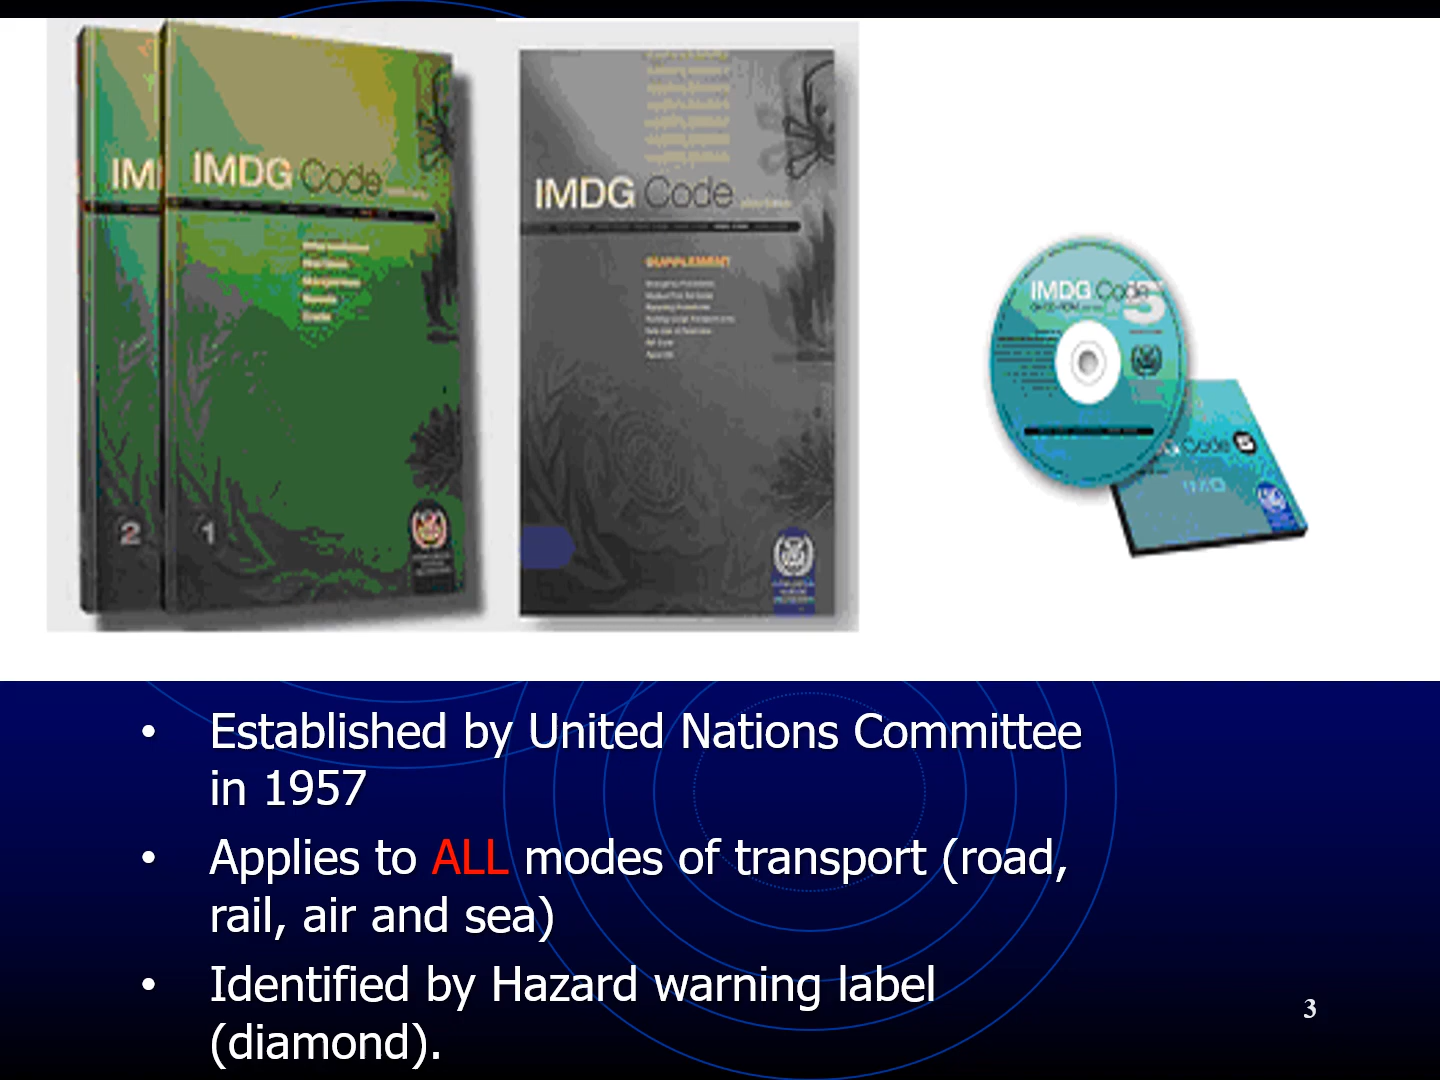 IM
IMDG Code
2
1
IMDG Code
SUPPLEMENT
IMDG Code
Code
• Established by United Nations Committee
in 1957
• Applies to ALL modes of transport (road,
rail, air and sea)
• Identified by Hazard warning label
(diamond).
3